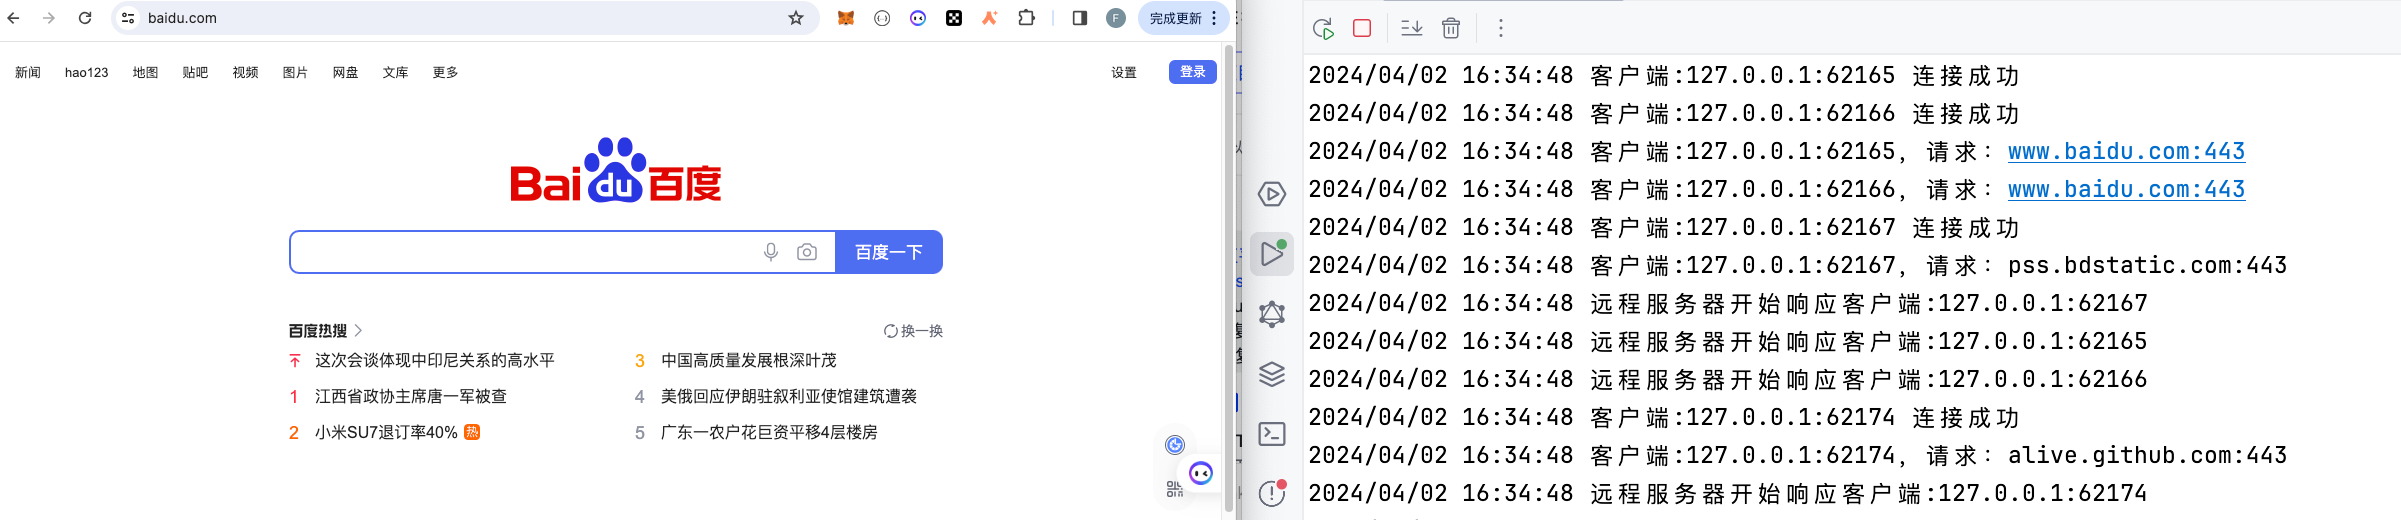 baidu.com
F
完成更新
新闻 hao123 地图 贴吧 视频 图片 网盘 文库 更多 设置 登录
Bai du 百度
百度一下
百度热搜 换一换
这次会谈体现中印尼关系的高水平
1 江西省政协主席唐一军被查
2 小米SU7退订率40% 热
3 中国高质量发展根深叶茂
4 美俄回应伊朗驻叙利亚使馆建筑遭袭
5 广东一农户花巨资平移4层楼房
2024/04/02 16:34:48 客户端:127.0.0.1:62165 连接成功
2024/04/02 16:34:48 客户端:127.0.0.1:62166 连接成功
2024/04/02 16:34:48 客户端:127.0.0.1:62165, 请求: www.baidu.com:443
2024/04/02 16:34:48 客户端:127.0.0.1:62166, 请求: www.baidu.com:443
2024/04/02 16:34:48 客户端:127.0.0.1:62167 连接成功
2024/04/02 16:34:48 客户端:127.0.0.1:62167, 请求: pss.bdstatic.com:443
2024/04/02 16:34:48 远程服务器开始响应客户端:127.0.0.1:62167
2024/04/02 16:34:48 远程服务器开始响应客户端:127.0.0.1:62165
2024/04/02 16:34:48 远程服务器开始响应客户端:127.0.0.1:62166
2024/04/02 16:34:48 客户端:127.0.0.1:62174 连接成功
2024/04/02 16:34:48 客户端:127.0.0.1:62174, 请求: alive.github.com:443
2024/04/02 16:34:48 远程服务器开始响应客户端:127.0.0.1:62174